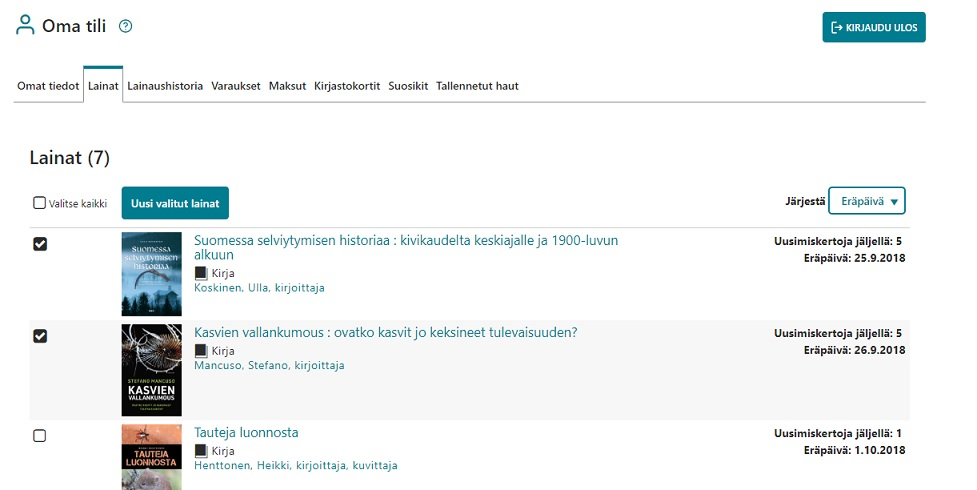 Oma tili ?
KIRJAUDU ULOS
Omat tiedot Lainat Lainaushistoria Varaukset Maksut Kirjastokortit Suosikit Tallennetut haut
Lainat (7)
Valitse kaikki Uusi valitut lainat Järjestä Eräpäivä
SUOMESSA
SELVIYTYMISEN
HISTORIAA
Suomessa selviytymisen historiaa : kivikaudelta keskiajalle ja 1900-luvun
alkuun
Kirja
Koskinen, Ulla, kirjoittaja
Uusimiskertoja jäljellä: 5
Eräpäivä: 25.9.2018
STEFANO MANCUSO
KASVIEN
VALLANKUMOUS
Kasvien vallankumous : ovatko kasvit jo keksineet tulevaisuuden?
Kirja
Mancuso, Stefano, kirjoittaja
Uusimiskertoja jäljellä: 5
Eräpäivä: 26.9.2018
TAUTEJA
LUONNOSTA
Tauteja luonnosta
Kirja
Henttonen, Heikki, kirjoittaja, kuvittaja
Uusimiskertoja jäljellä: 1
Eräpäivä: 1.10.2018